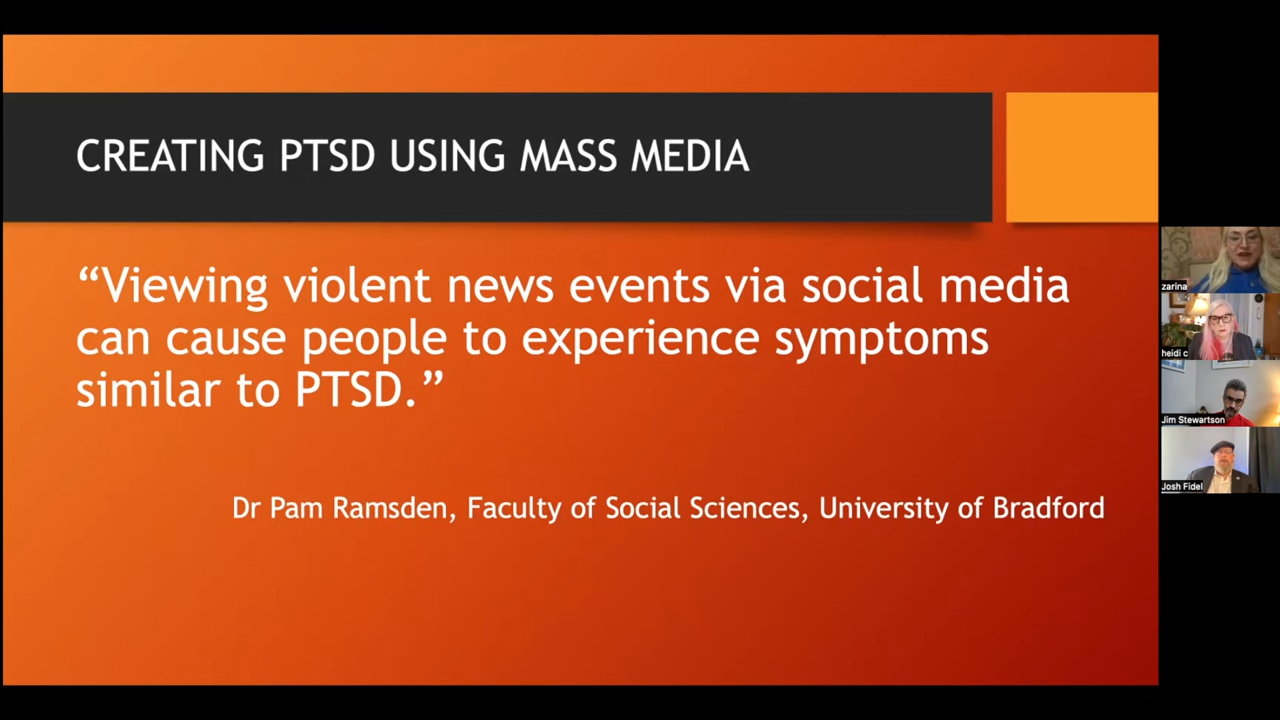 CREATING PTSD USING MASS MEDIA
“Viewing violent news events via social media
can cause people to experience symptoms
similar to PTSD.”
Dr Pam Ramsden, Faculty of Social Sciences, University of Bradford
zarina
heidi c
Jim Stewartson
Josh Fidel